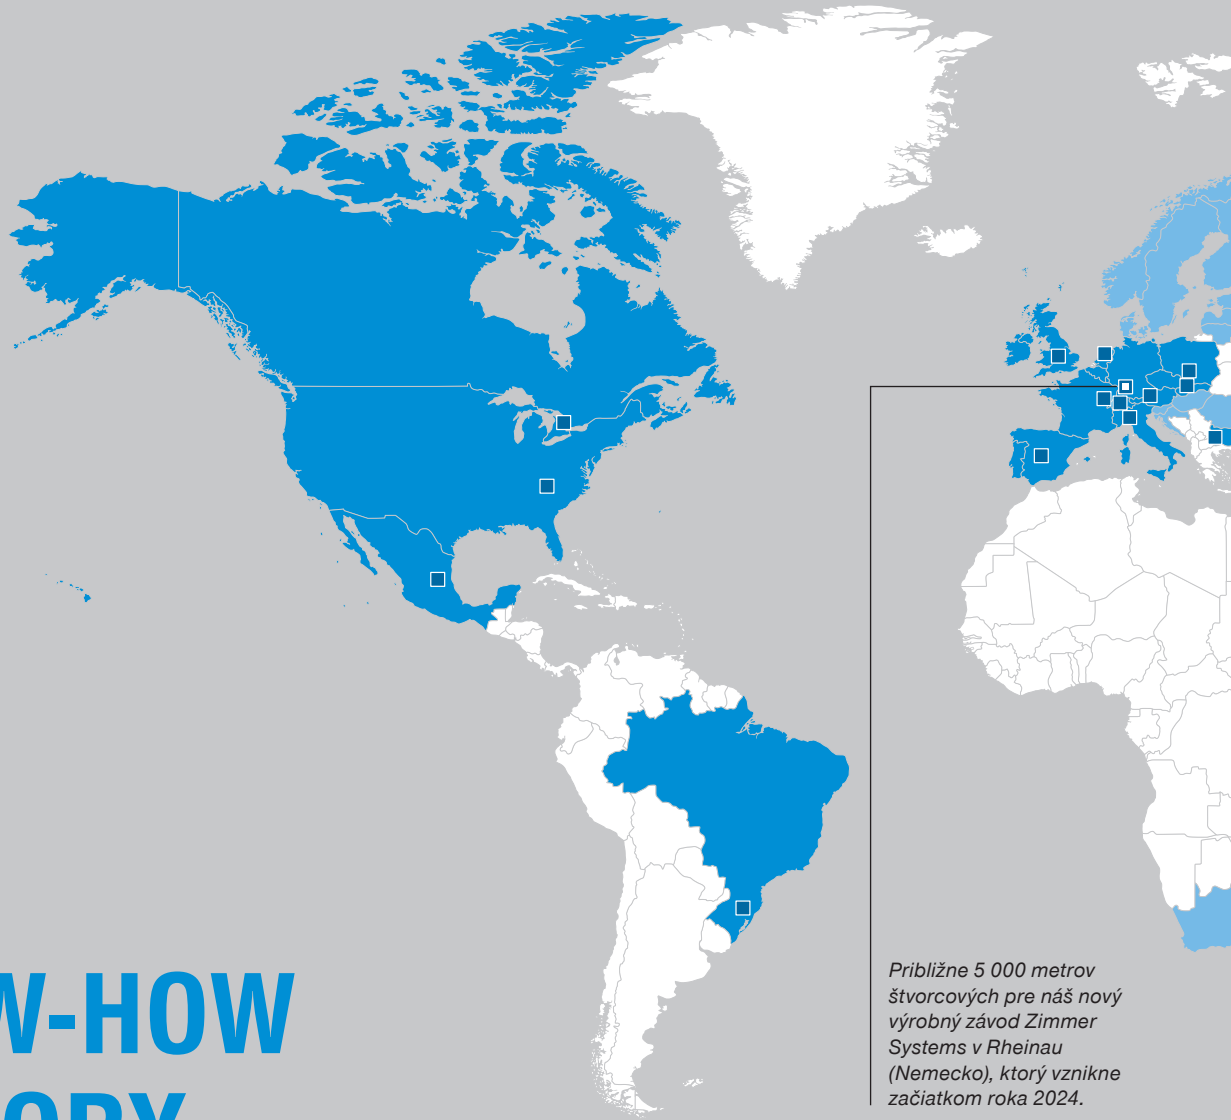 W-HOW
Približne 5 000 metrov
štvorcových pre náš nový
výrobný závod Zimmer
Systems v Rheinau
(Nemecko), ktorý vznikne
začiatkom roka 2024.